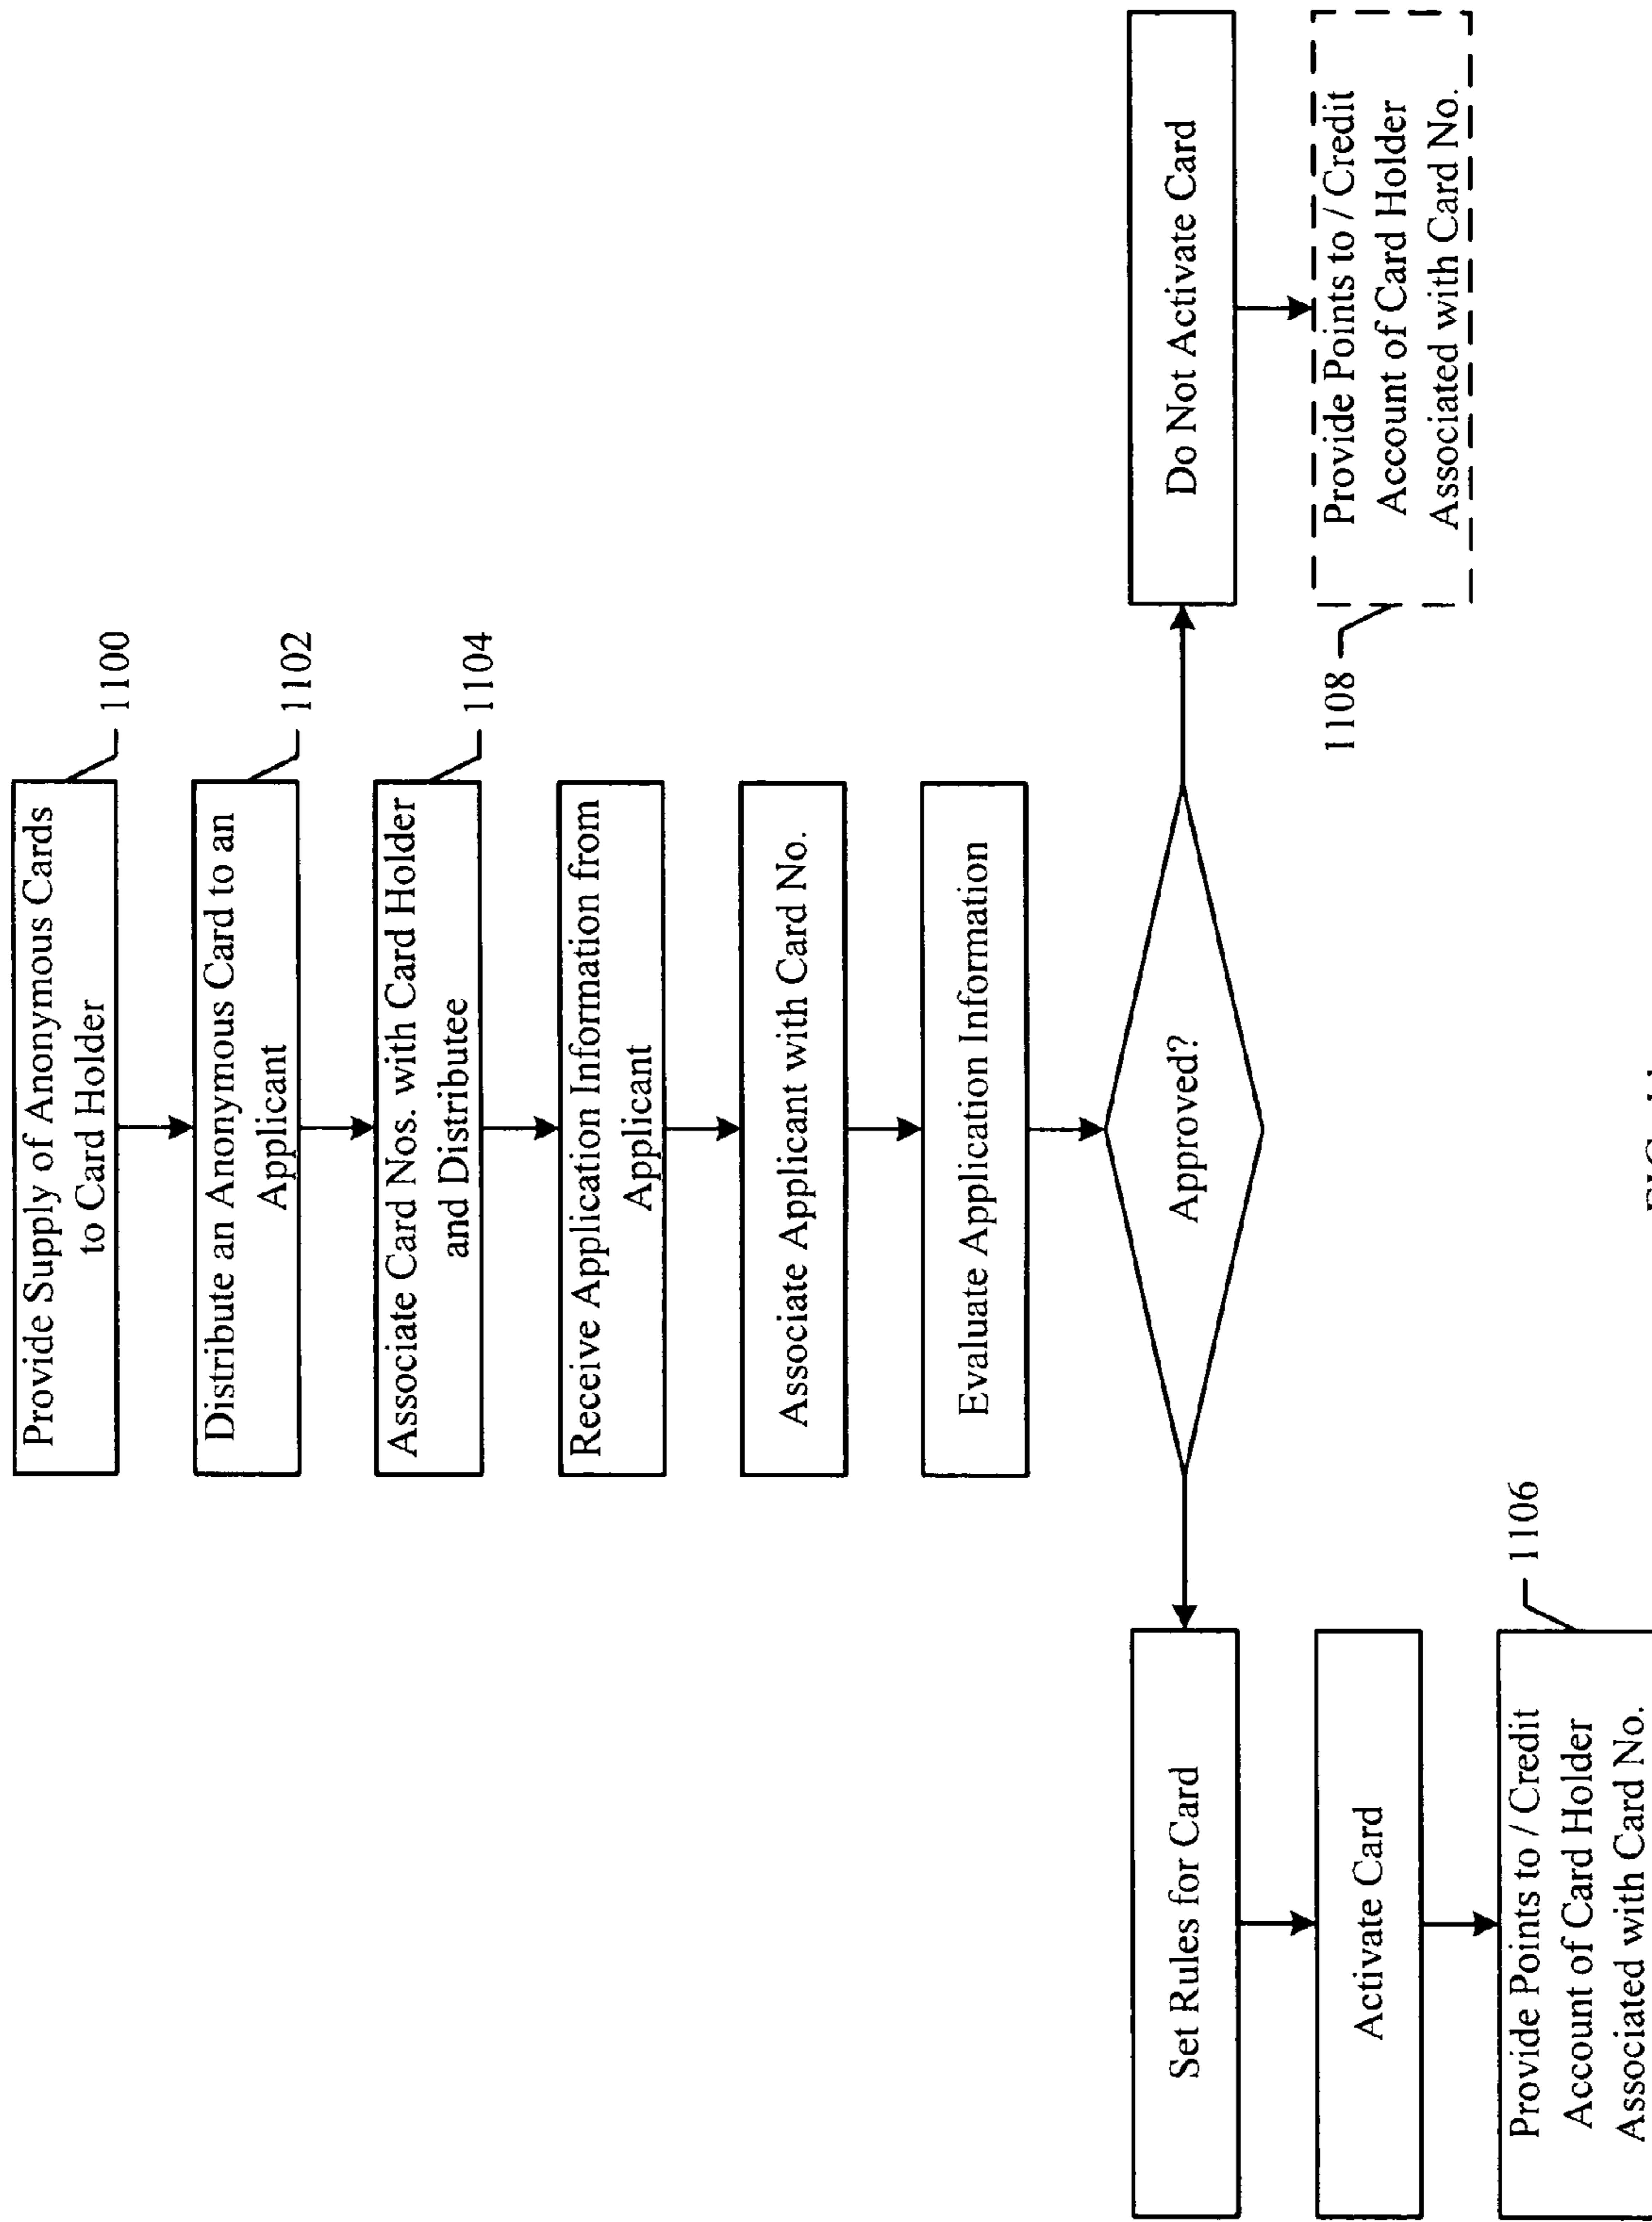 Provide Supply of Anonymous Cards
to Card Holder
1100
Distribute an Anonymous Card to an
Applicant
1102
Associate Card Nos. with Card Holder
and Distributee
1104
Receive Application Information from
Applicant
Associate Applicant with Card No.
Evaluate Application Information
Approved?
Set Rules for Card
Activate Card
Provide Points to / Credit
Account of Card Holder
Associated with Card No.
1106
Do Not Activate Card
Provide Points to / Credit
Account of Card Holder
Associated with Card No.
1108